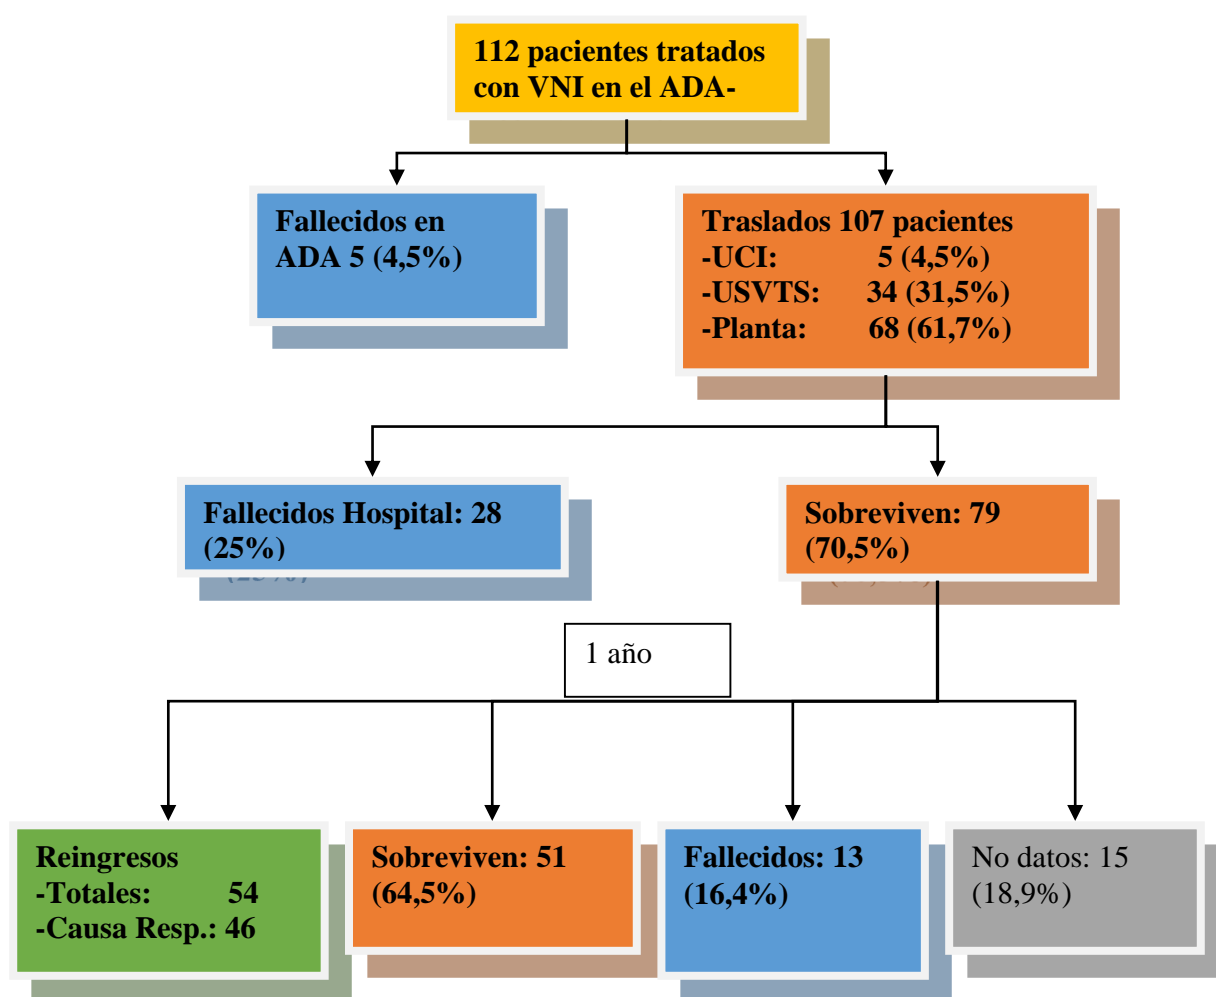 112 pacientes tratados
con VNI en el ADA-
Fallecidos en
ADA 5 (4,5%)
Traslados 107 pacientes
-UCI: 5 (4,5%)
-USVTS: 34 (31,5%)
-Planta: 68 (61,7%)
Fallecidos Hospital: 28
(25%)
Sobreviven: 79
(70,5%)
1 año
Reingresos
-Totales: 54
-Causa Resp.: 46
Sobreviven: 51
(64,5%)
Fallecidos: 13
(16,4%)
No datos: 15
(18,9%)